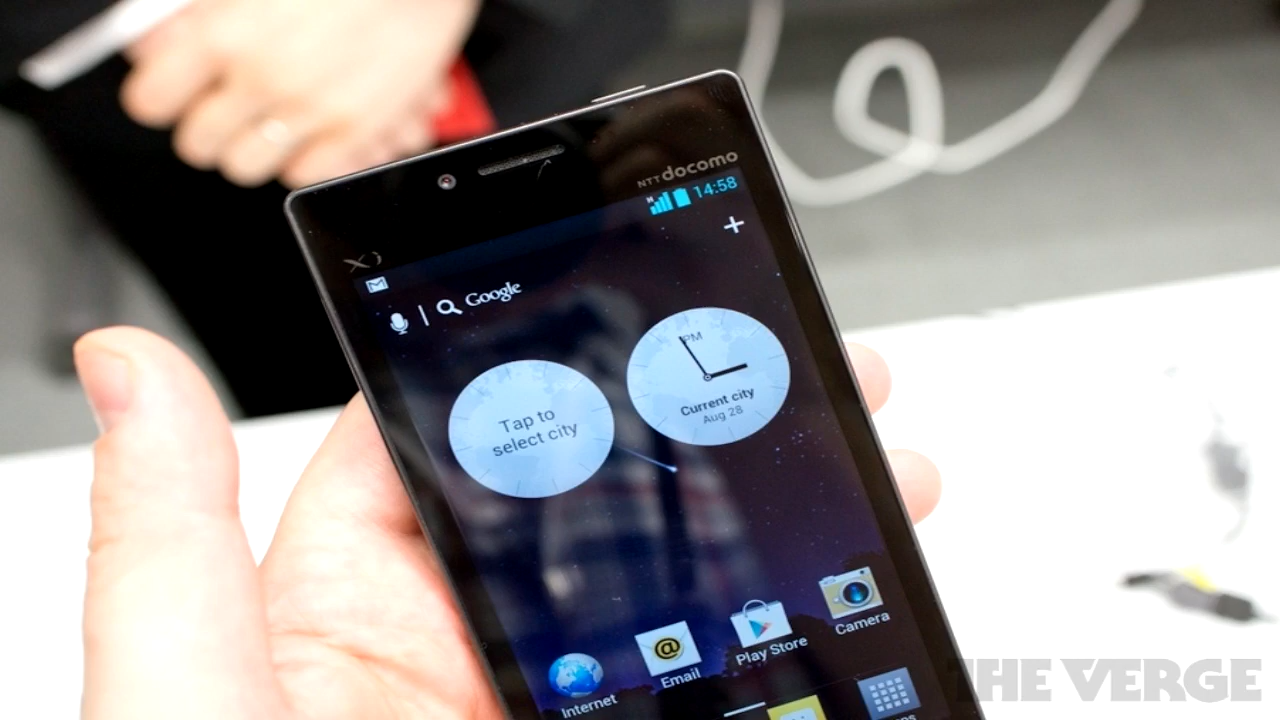 NTT docomo
H 14:58
Xi
Google
PM
Current city
Aug 28
Tap to
select city
@
Camera
Play Store
Email
Internet
THE VERGE